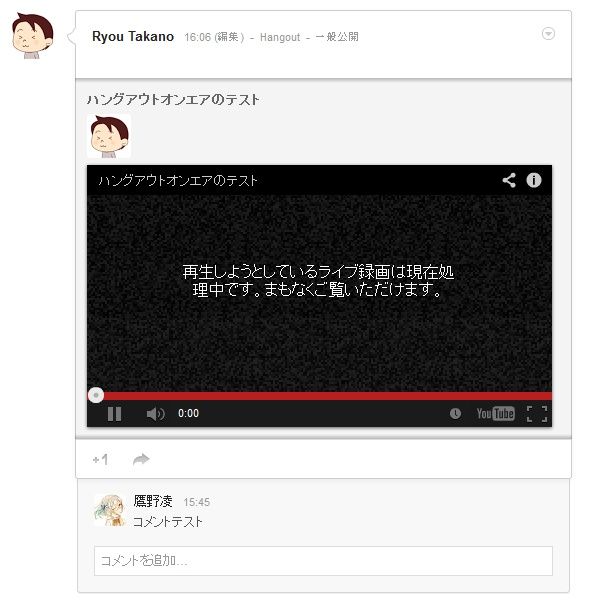 Ryou Takano 16:06 (編集) - Hangout - 一般公開
ハングアウトオンエアのテスト
ハングアウトオンエアのテスト
再生しようとしているライブ録画は現在処
理中です。まもなくご覧いただけます。
0:00 YouTube
+1
鷹野凌 15:45
コメントテスト
コメントを追加...